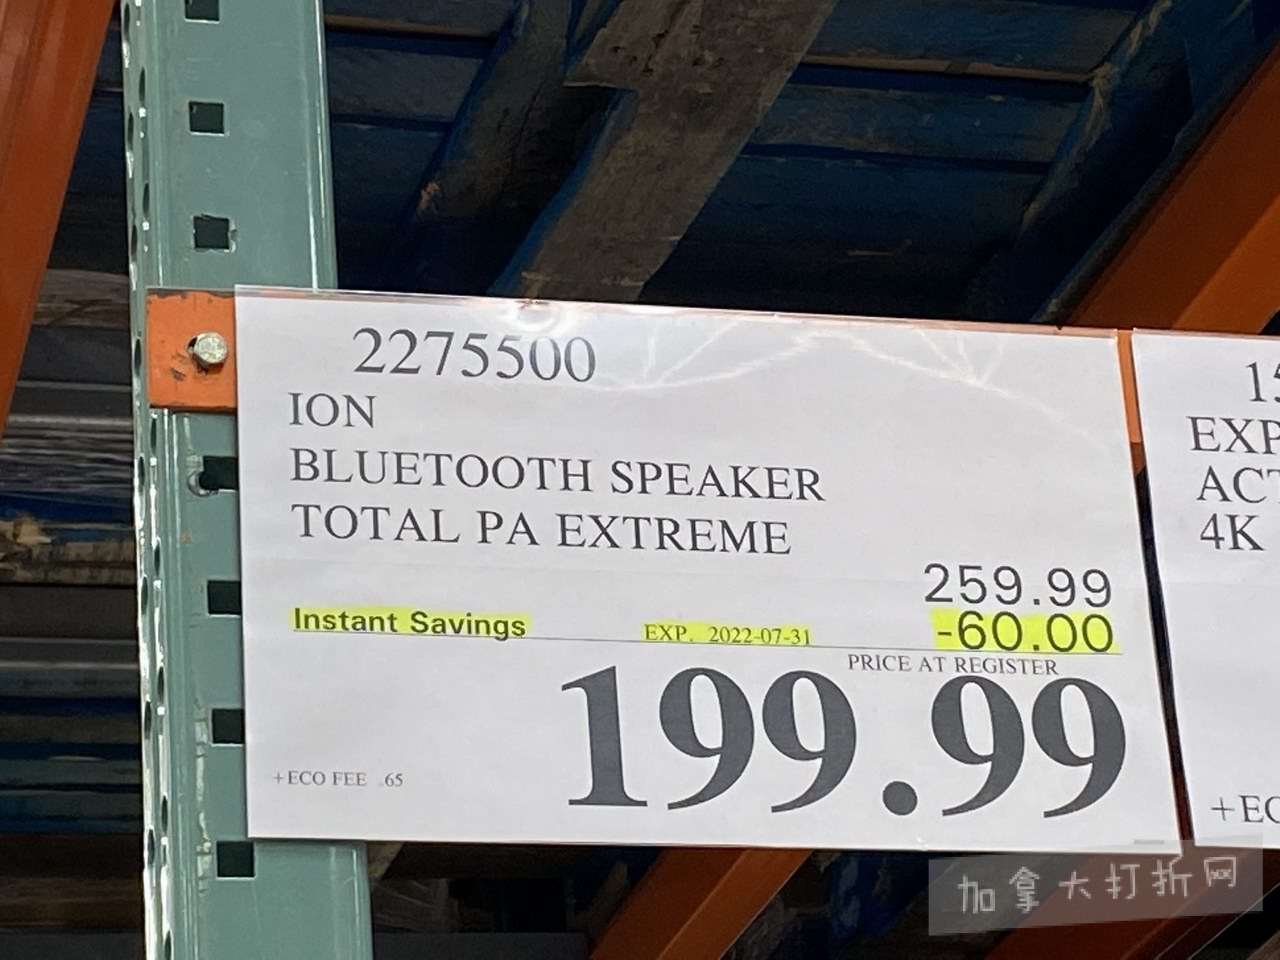 2275500
ION
BLUETOOTH SPEAKER
TOTAL PA EXTREME
259.99
Instant Savings EXP. 2022-07-31 -60.00
PRICE AT REGISTER
199.99
+ECO FEE .65
EXP
4K
+EC
加拿大打折网